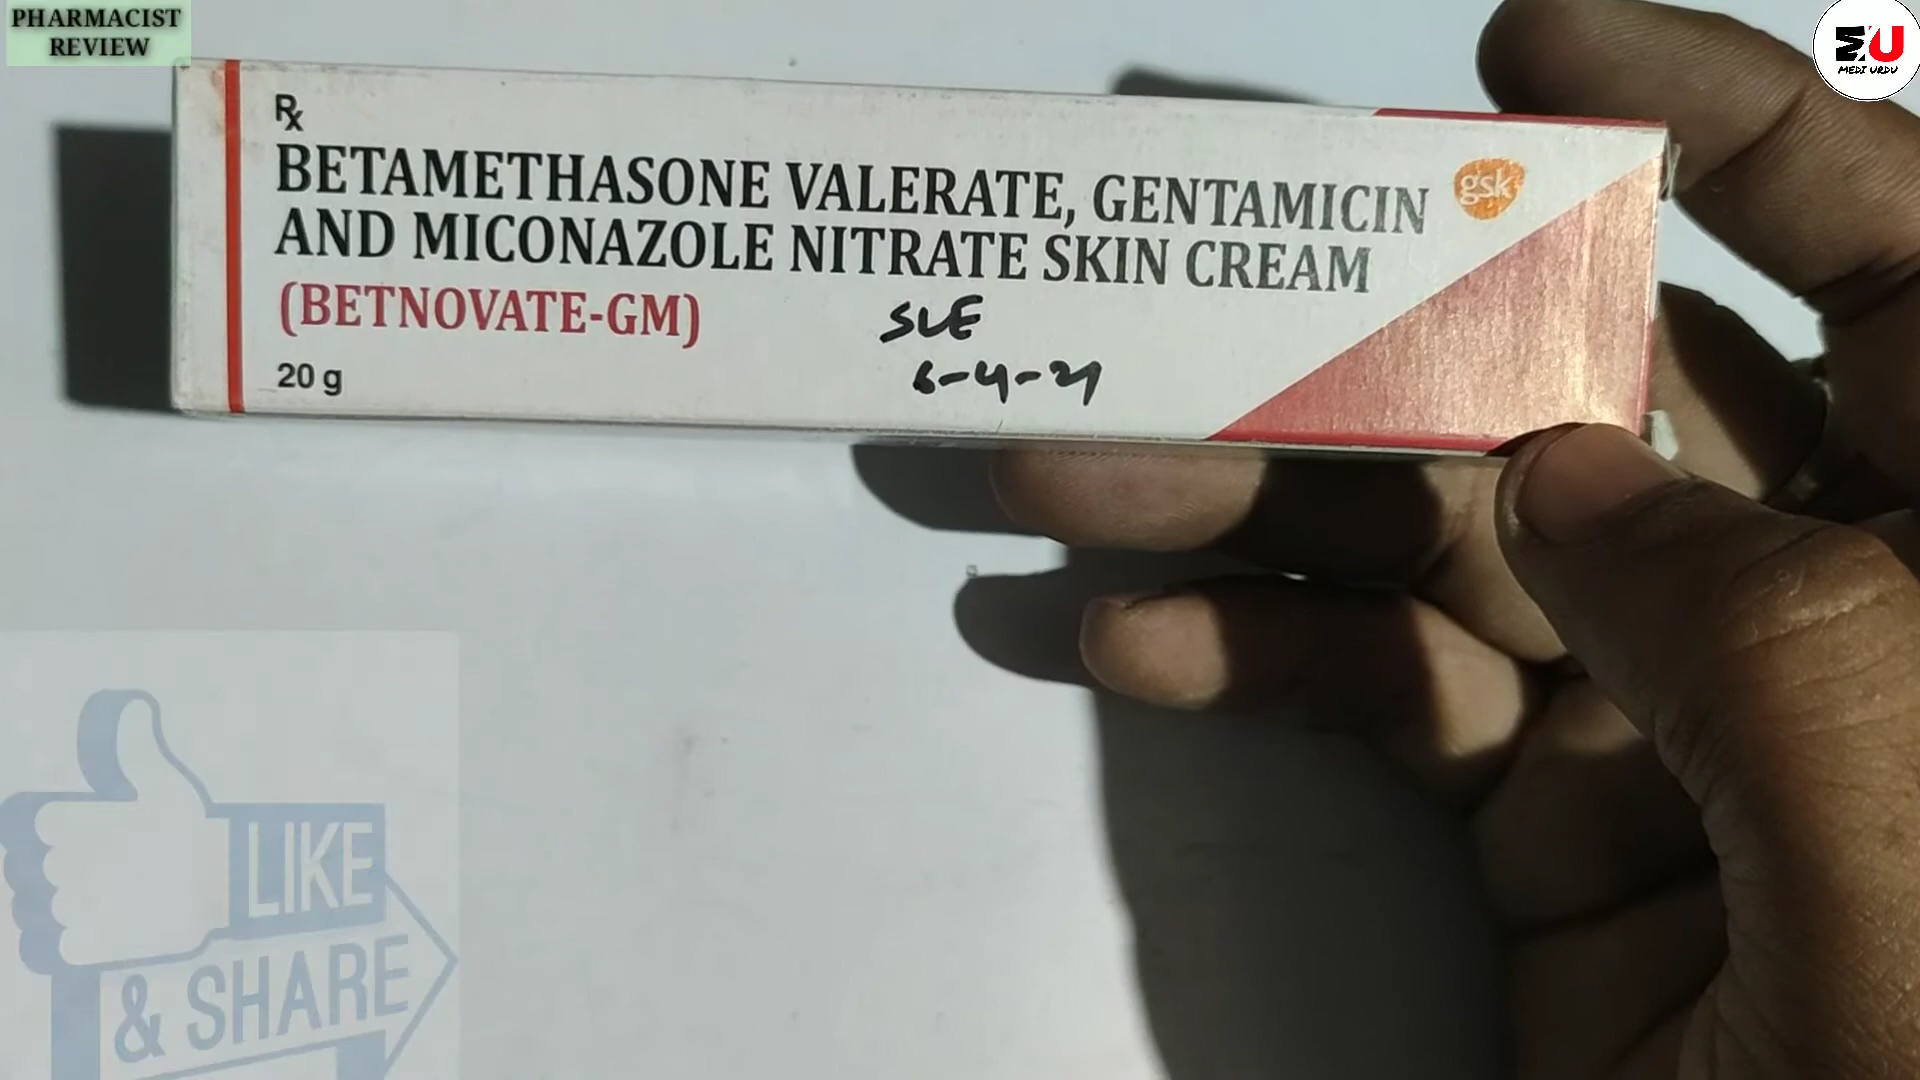 PHARMACIST
REVIEW
MEDI URDU
Rx
BETAMETHASONE VALERATE, GENTAMICIN
AND MICONAZOLE NITRATE SKIN CREAM
gsk
(BETNOVATE-GM)
20 g
6-4-21
LIKE
& SHARE